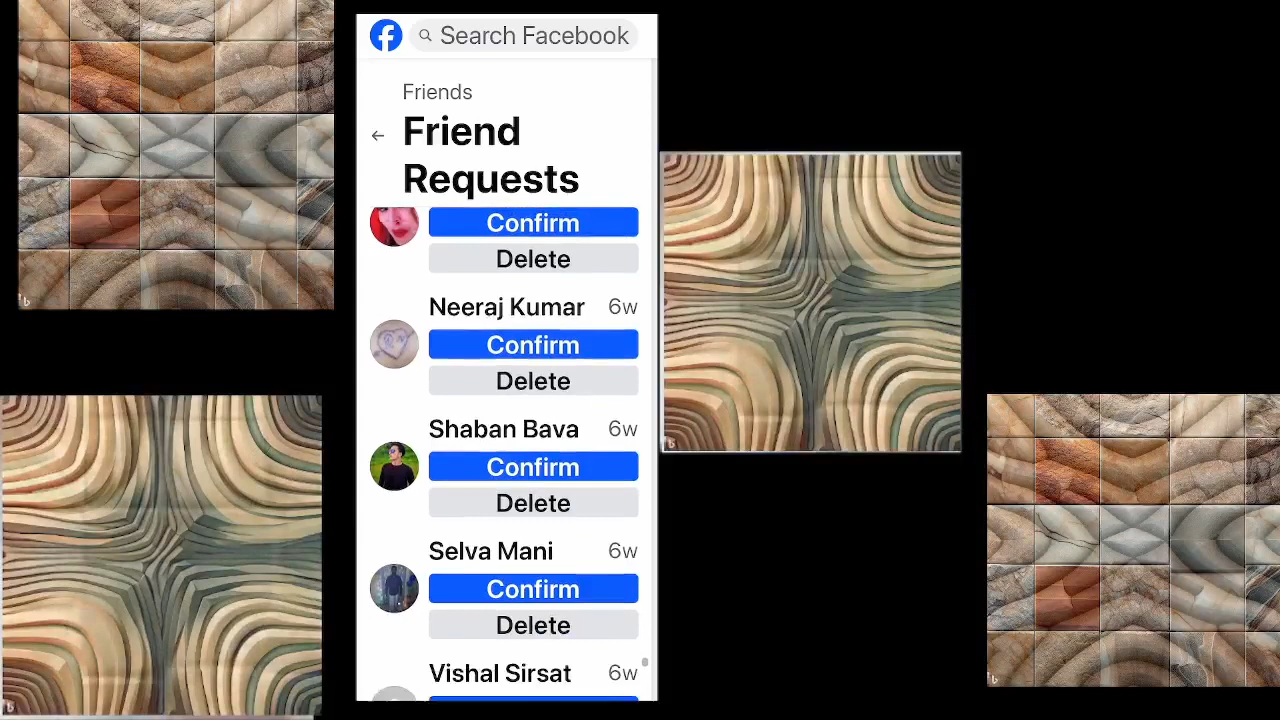 Search Facebook
Friends
Friend
Requests
Confirm
Delete
Neeraj Kumar 6w
Confirm
Delete
Shaban Bava 6w
Confirm
Delete
Selva Mani 6w
Confirm
Delete
Vishal Sirsat 6w